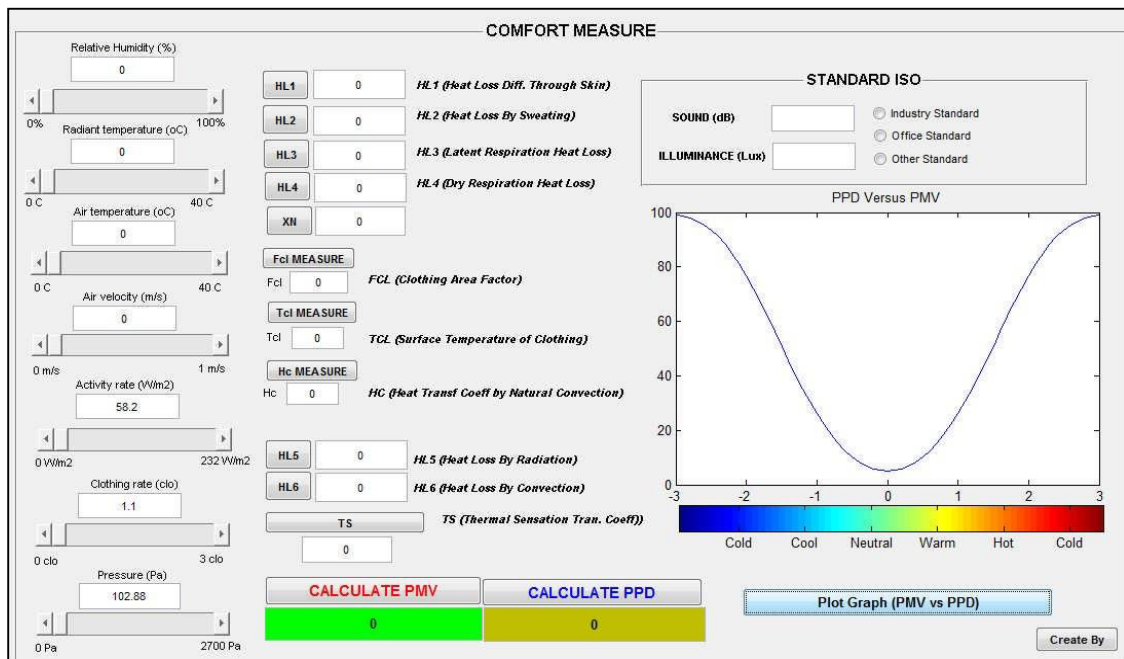 COMFORT MEASURE
Relative Humidity (%)
0
0%
100%
Radiant temperature (oC)
0
0 C
40 C
Air temperature (oC)
0
0 C
40 C
Air velocity (m/s)
0
0 m/s
1 m/s
Activity rate (W/m2)
58.2
0 W/m2
232 W/m2
Clothing rate (clo)
1.1
0 clo
3 clo
Pressure (Pa)
102.88
0 Pa
2700 Pa
HL1 0 HL1 (Heat Loss Diff. Through Skin)
HL2 0 HL2 (Heat Loss By Sweating)
HL3 0 HL3 (Latent Respiration Heat Loss)
HL4 0 HL4 (Dry Respiration Heat Loss)
XN 0
Fcl MEASURE
Fcl 0 FCL (Clothing Area Factor)
Tcl MEASURE
Tcl 0 TCL (Surface Temperature of Clothing)
Hc MEASURE
Hc 0 HC (Heat Transf Coeff by Natural Convection)
HL5 0 HL5 (Heat Loss By Radiation)
HL6 0 HL6 (Heat Loss By Convection)
TS TS (Thermal Sensation Tran. Coeff))
0
CALCULATE PMV CALCULATE PPD
0 0
STANDARD ISO
SOUND (dB)
ILLUMINANCE (Lux)
Industry Standard
Office Standard
Other Standard
PPD Versus PMV
100
80
60
40
20
0
-3 -2 -1 0 1 2 3
Cold Cool Neutral Warm Hot Cold
Plot Graph (PMV vs PPD)
Create By